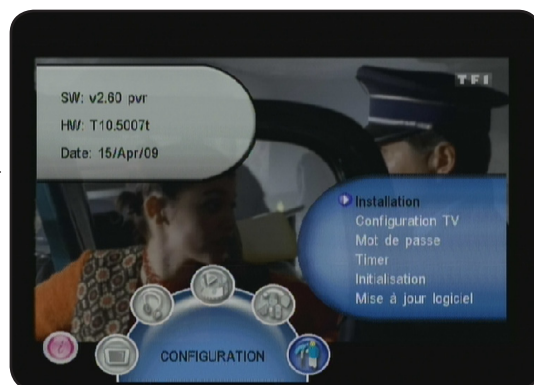 TF1
SW: v2.60 pvr
HW: T10.5007t
Date: 15/Apr/09
Installation
Configuration TV
Mot de passe
Timer
Initialisation
Mise à jour logiciel
CONFIGURATION